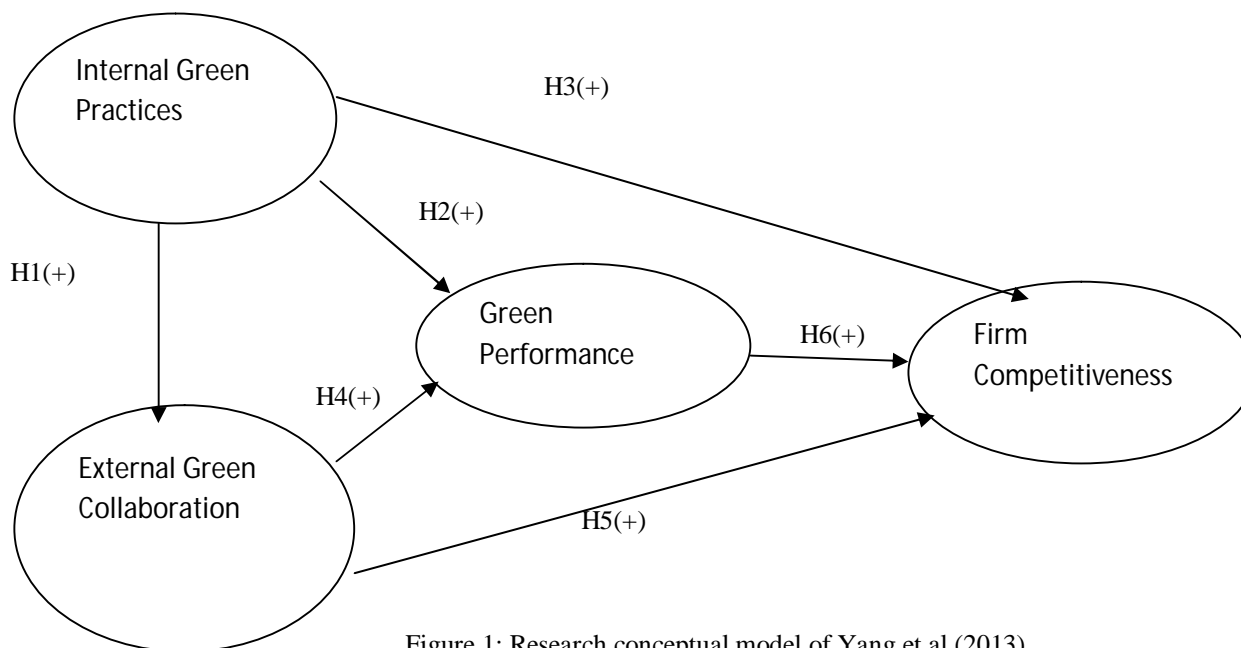 Internal Green
Practices
H3(+)
H2(+)
H1(+)
Green
Performance
H6(+)
Firm
Competitiveness
H4(+)
External Green
Collaboration
H5(+)
Figure 1: Research conceptual model of Yang et al (2013)